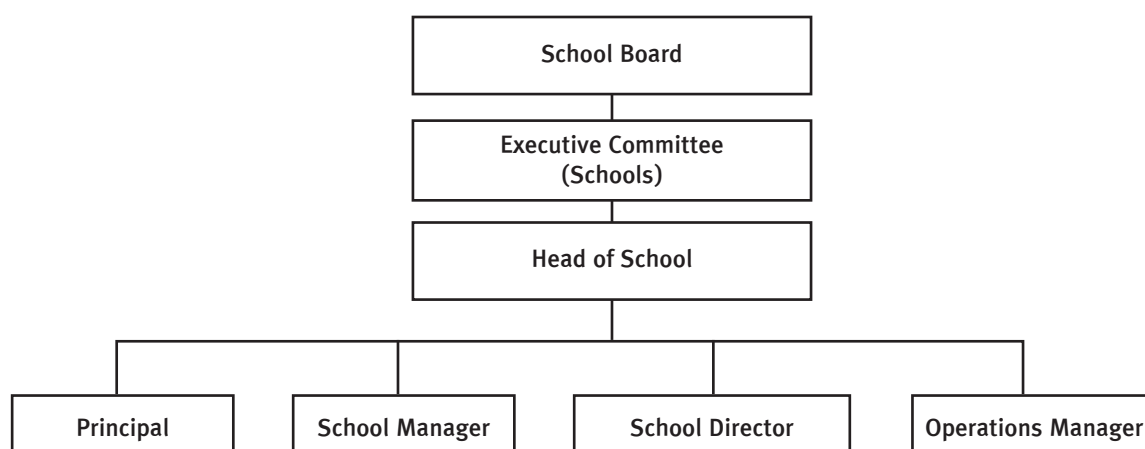 School Board
Executive Committee
(Schools)
Head of School
Principal
School Manager
School Director
Operations Manager